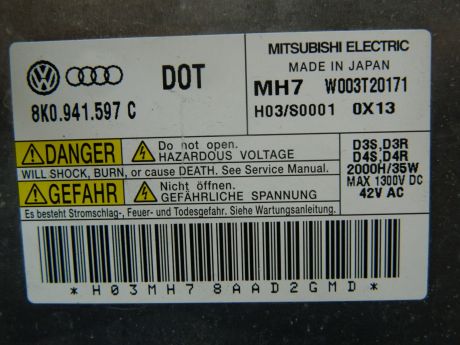 MITSUBISHI ELECTRIC
MADE IN JAPAN
DOT
MH7 W003T20171
8K0.941.597 C
H03/S0001 0X13
DANGER
Do not open.
HAZARDOUS VOLTAGE
WILL SHOCK, BURN, or cause DEATH. See Service Manual.
GEFAHR
Nicht öffnen.
GEFÄHRLICHE SPANNUNG
Es besteht Stromschlag-, Feuer- und Todesgefahr. Siehe Wartungsanleitung.
D3S,D3R
D4S,D4R
2000H/35W
MAX 1300V DC
42V AC
*H03MH78AAD2GMD*